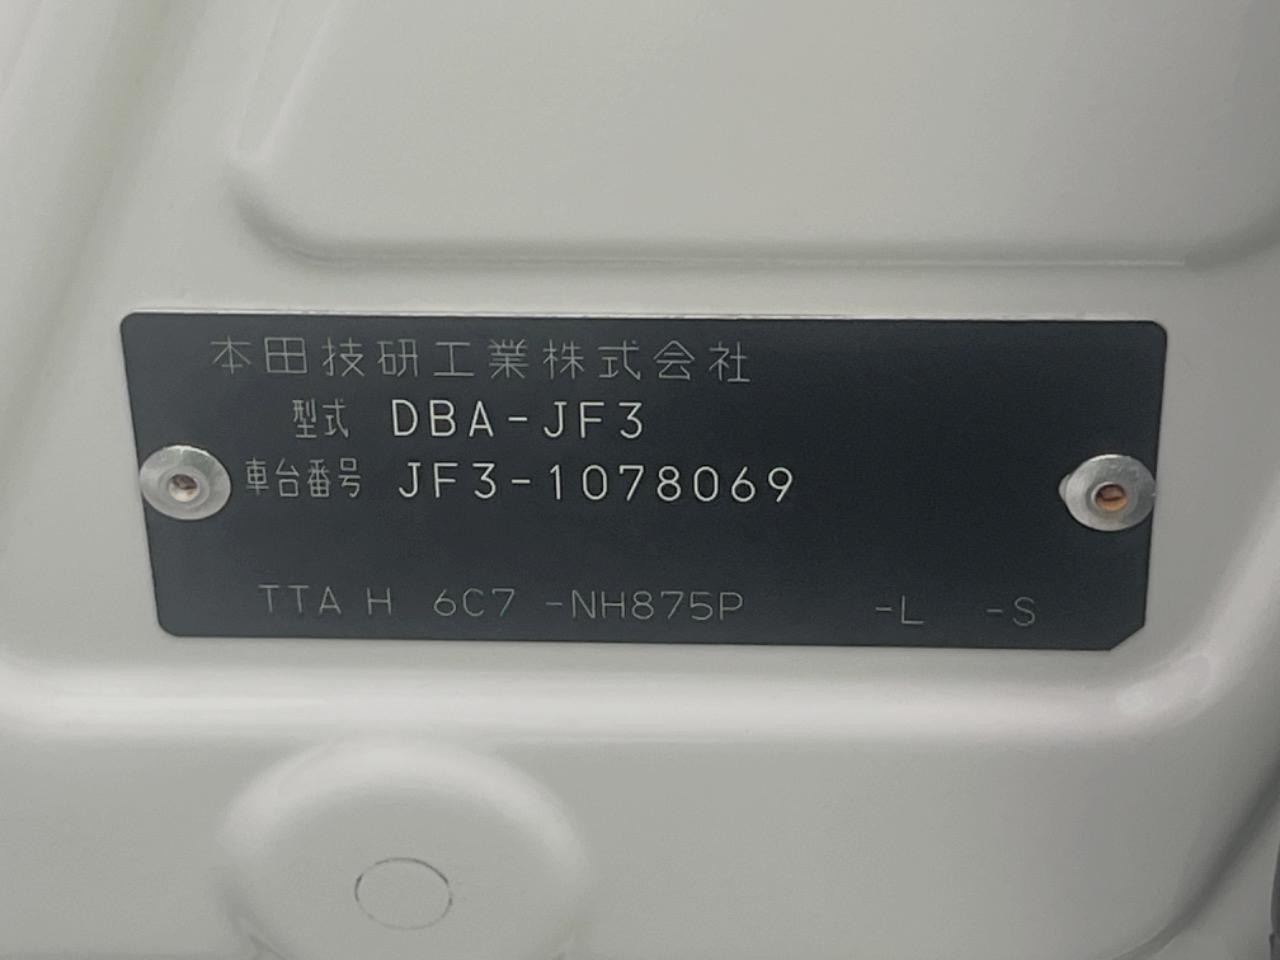 本田技研工業株式会社
型式 DBA-JF3
車台番号 JF3-1078069
TTA H 6C7 -NH875P -L -S